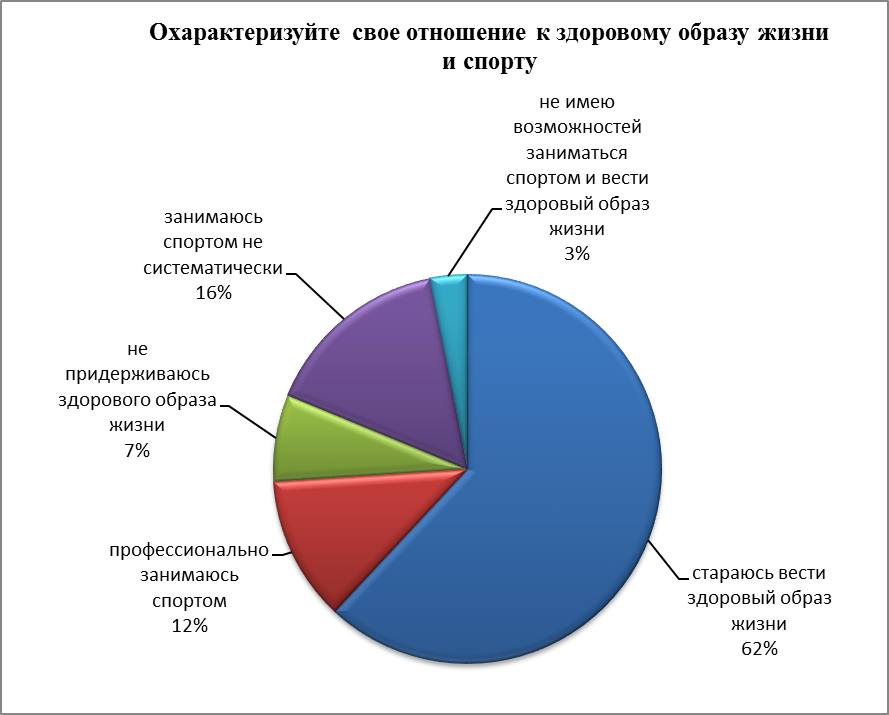 Охарактеризуйте свое отношение к здоровому образу жизни
и спорту
не имею
возможностей
заниматься
спортом и вести
здоровый образ
жизни
3%
занимаюсь
спортом не
систематически
16%
не
придерживаюсь
здорового образа
жизни
7%
профессионально
занимаюсь
спортом
12%
стараюсь вести
здоровый образ
жизни
62%